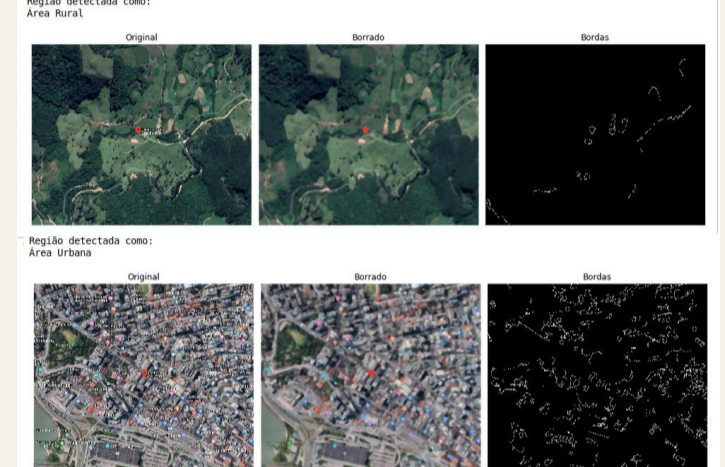 Região detectada como:
Área Rural
Original Borrado Bordas
Região detectada como:
Área Urbana
Original Borrado Bordas